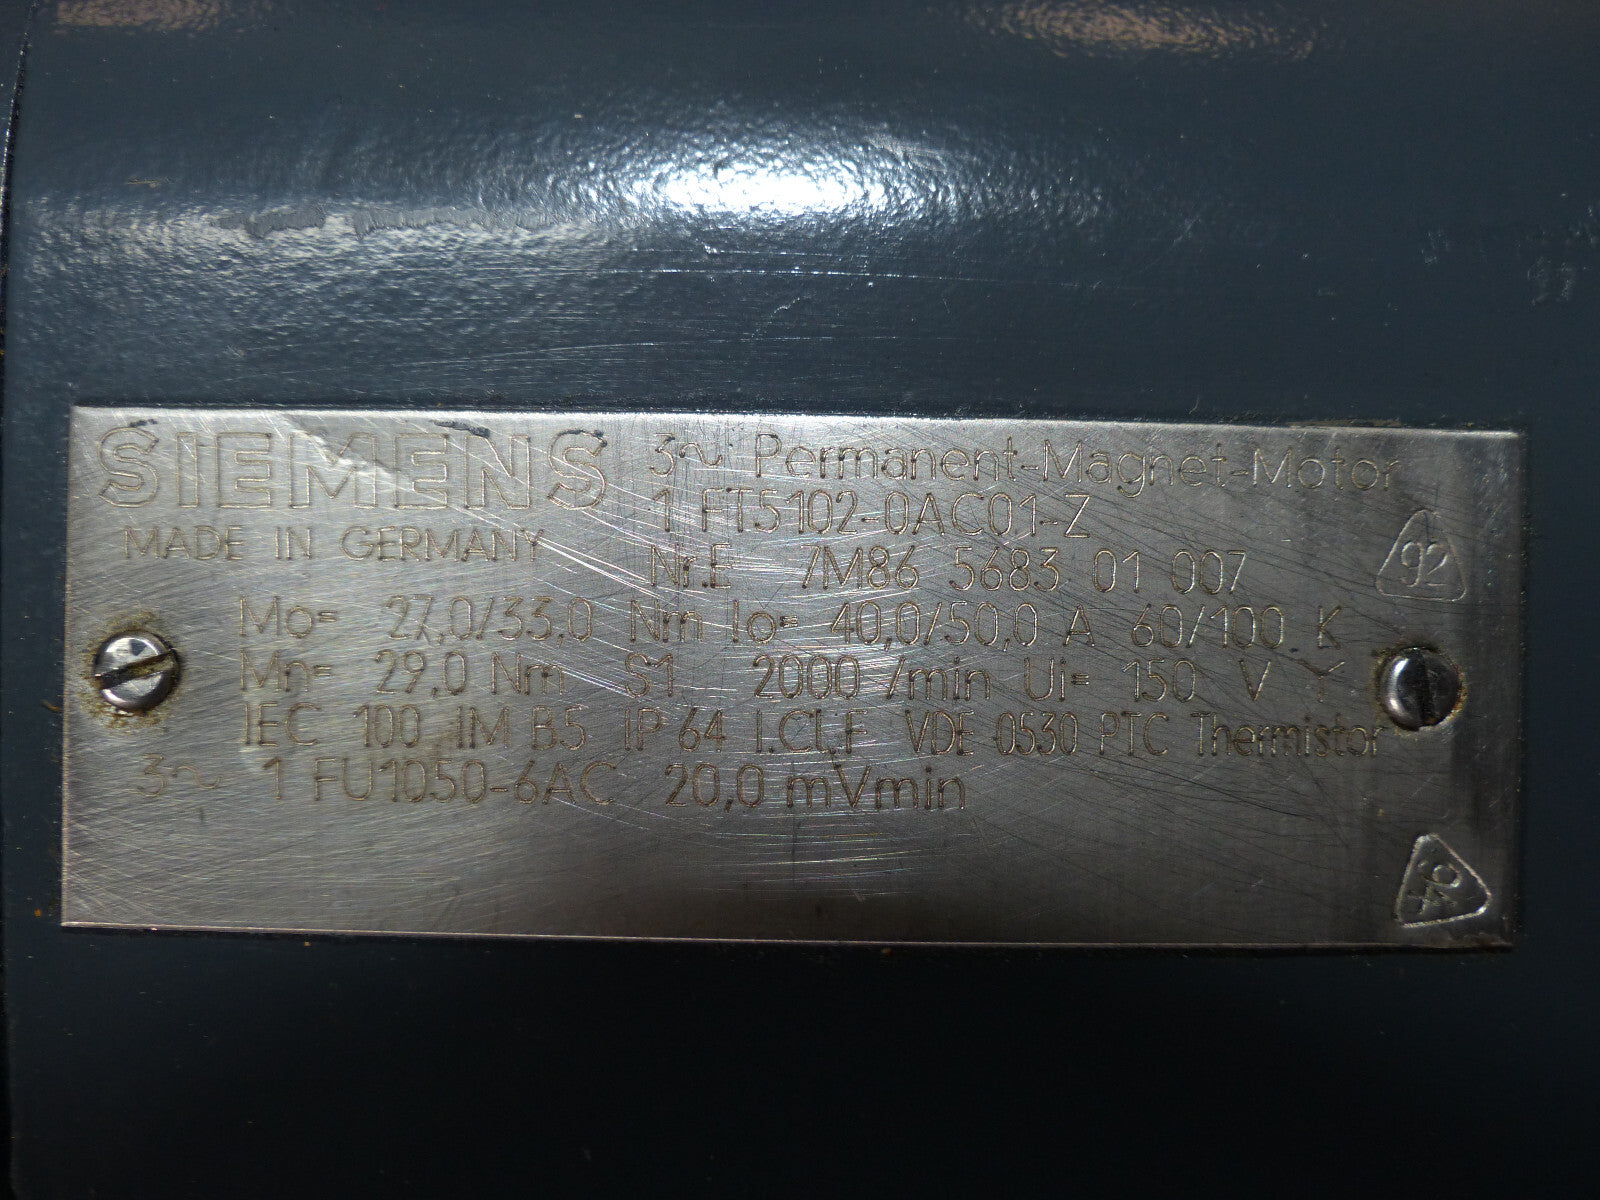 SIEMENS 3~ Permanent-Magnet-Motor
1 FT5102-0AC01-Z
MADE IN GERMANY
Nr.E 7M86 5683 01 007
92
Mo= 27,0/33.0 Nm Io= 40,0/50,0 A 60/100 K
Mn= 29,0 Nm S1 2000 /min Ui= 150 V Y
IEC 100 IM B5 IP 64 I.Cl.F VDE 0530 PTC Thermistor
3~ 1 FU1050-6AC 20,0 mVmin